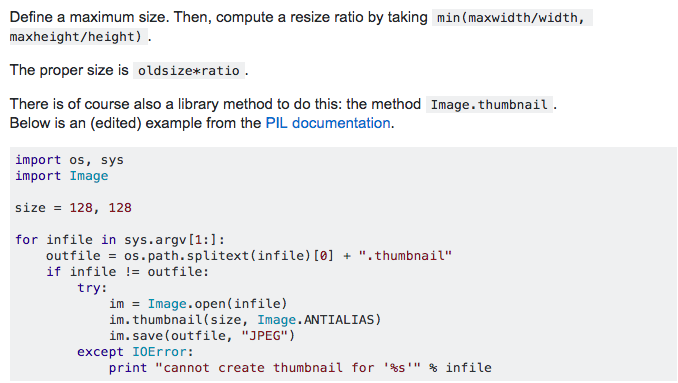 Define a maximum size. Then, compute a resize ratio by taking min(maxwidth/width,
maxheight/height) .
The proper size is oldsize*ratio .
There is of course also a library method to do this: the method Image.thumbnail .
Below is an (edited) example from the PIL documentation.
import os, sys
import Image
size = 128, 128
for infile in sys.argv[1:]:
    outfile = os.path.splitext(infile)[0] + ".thumbnail"
    if infile != outfile:
        try:
            im = Image.open(infile)
            im.thumbnail(size, Image.ANTIALIAS)
            im.save(outfile, "JPEG")
        except IOError:
            print "cannot create thumbnail for '%s'" % infile